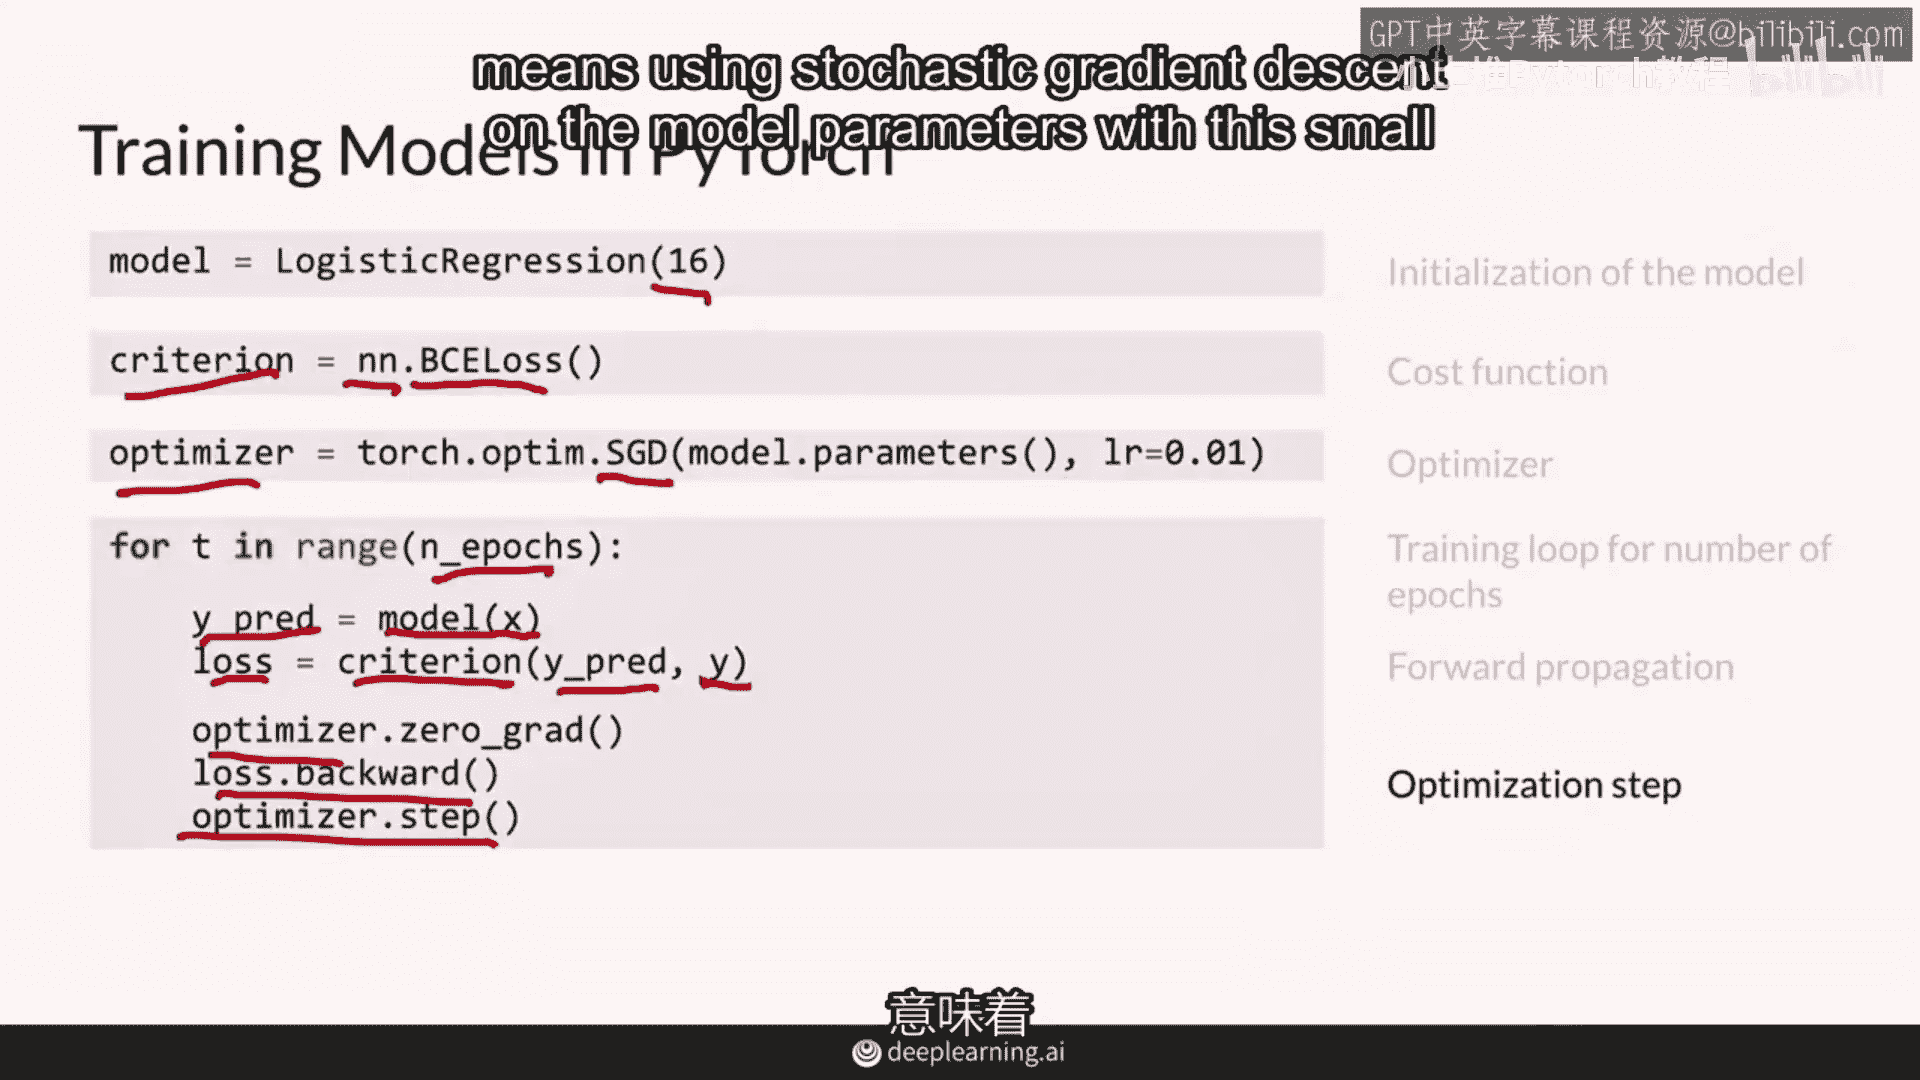 GPT中英字幕课程资源@bilibili.com
means using stochastic gradient descent
on the model parameters with this small
Training Models in PyTorch
model = LogisticRegression(16)
Initialization of the model
criterion = nn.BCELoss()
Cost function
optimizer = torch.optim.SGD(model.parameters(), lr=0.01)
Optimizer
for t in range(n_epochs):
Training loop for number of
epochs
y_pred = model(x)
loss = criterion(y_pred, y)
Forward propagation
optimizer.zero_grad()
loss.backward()
optimizer.step()
Optimization step
意味着
deeplearning.ai